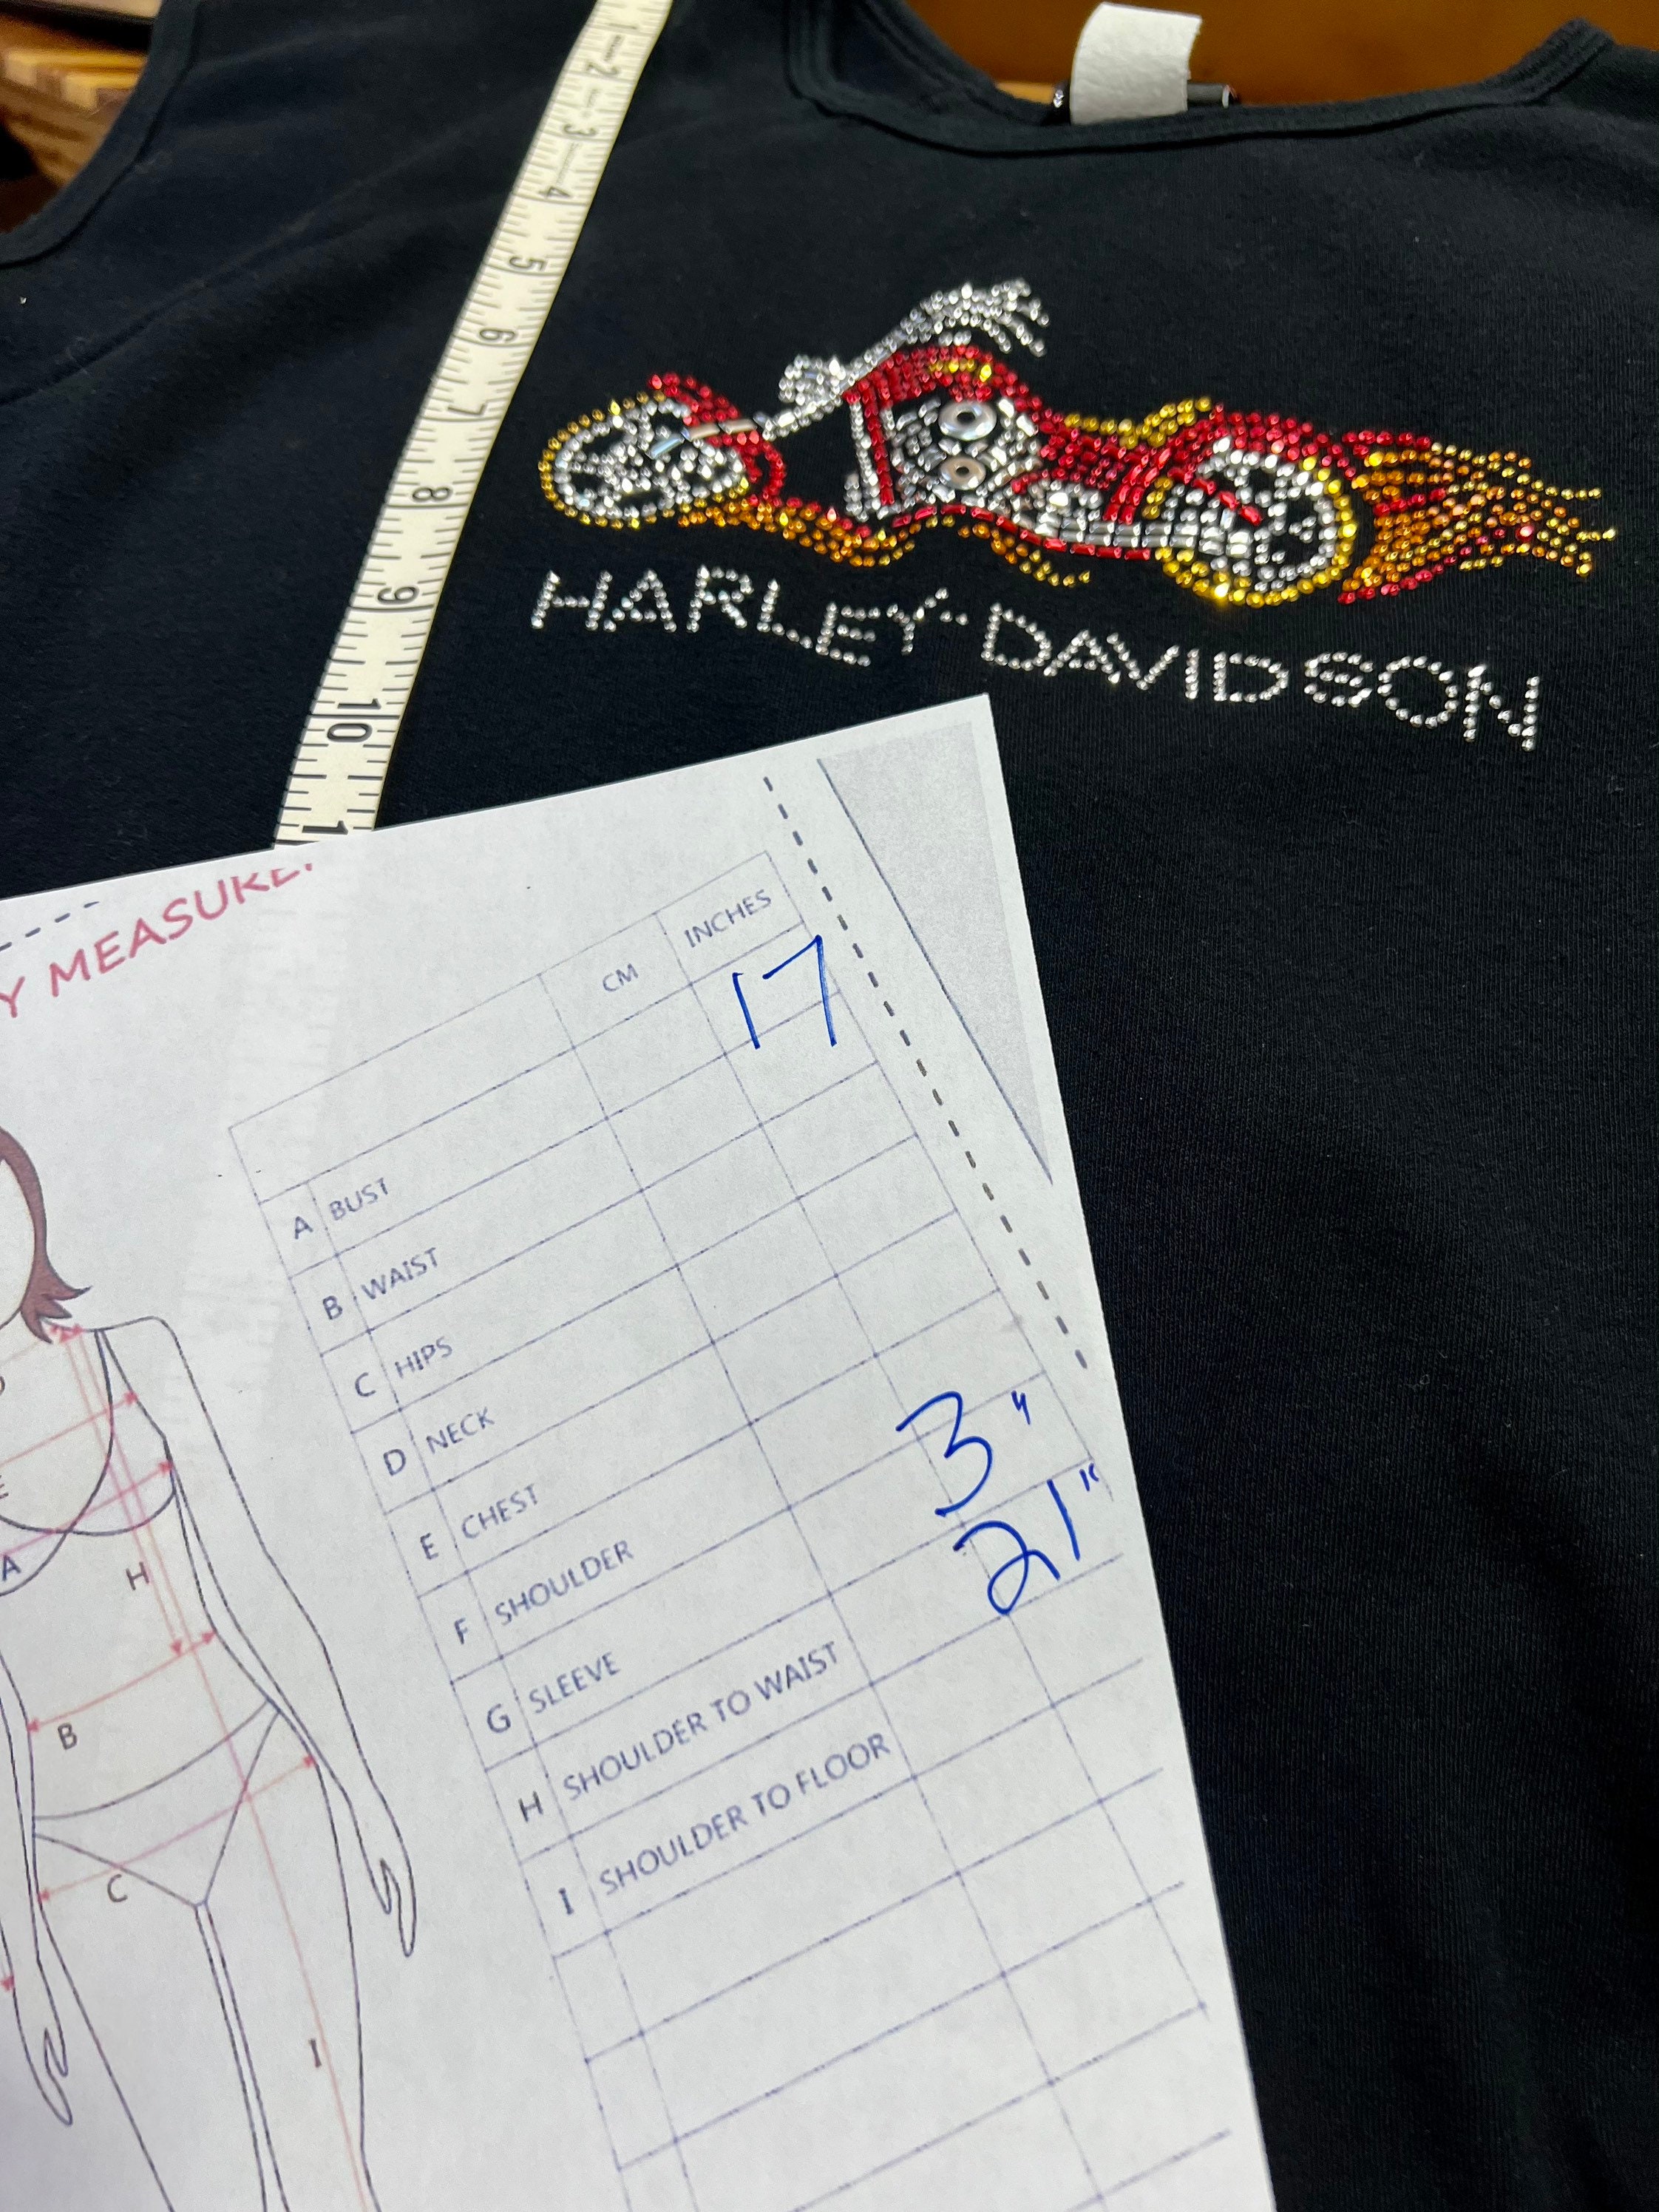 1
2
3
4
5
6
7
8
9
10
1
HARLEY-DAVIDSON
Y MEASURE.
CM INCHES
A BUST 17
B WAIST
C HIPS
D NECK
E CHEST
F SHOULDER 3"
G SLEEVE 21"
H SHOULDER TO WAIST
I SHOULDER TO FLOOR
E
A
H
B
C
I